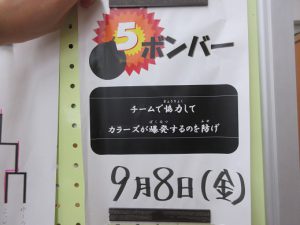 5ボンバー
チームで協力して
カラーズが爆発するのを防げ
9月8日(金)